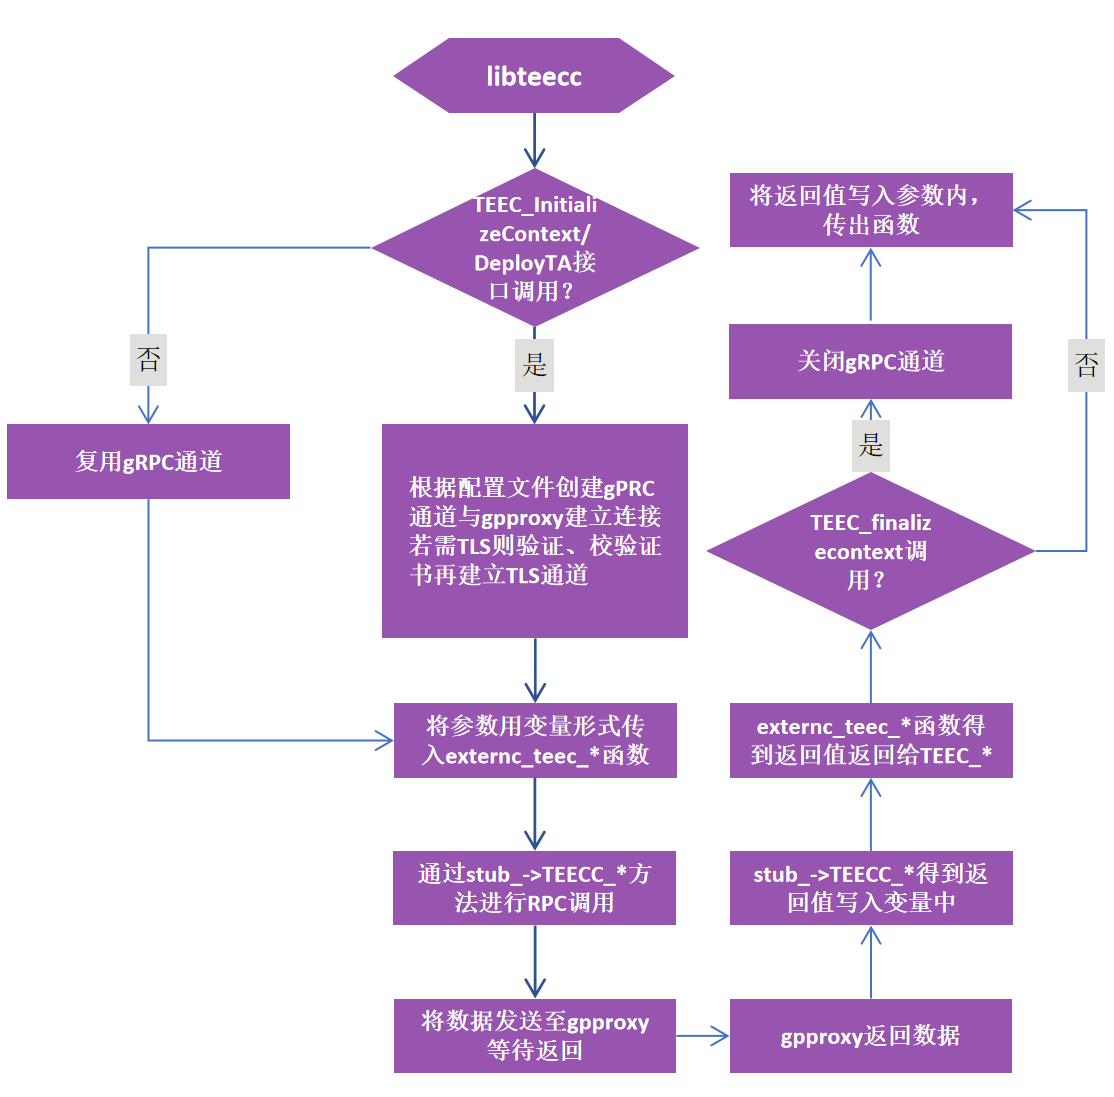 libteecc
TEEC_Initiali
zeContext/
DeployTA接
口调用？
否
是
复用gRPC通道
根据配置文件创建gPRC
通道与gpproxy建立连接
若需TLS则验证、校验证
书再建立TLS通道
将参数用变量形式传
入externc_teec_*函数
通过stub_->TEECC_*方
法进行RPC调用
将数据发送至gpproxy
等待返回
gpproxy返回数据
stub_->TEECC_*得到返
回值写入变量中
externc_teec_*函数得
到返回值返回给TEEC_*
TEEC_finaliz
econtext调
用？
是
否
关闭gRPC通道
将返回值写入参数内，
传出函数